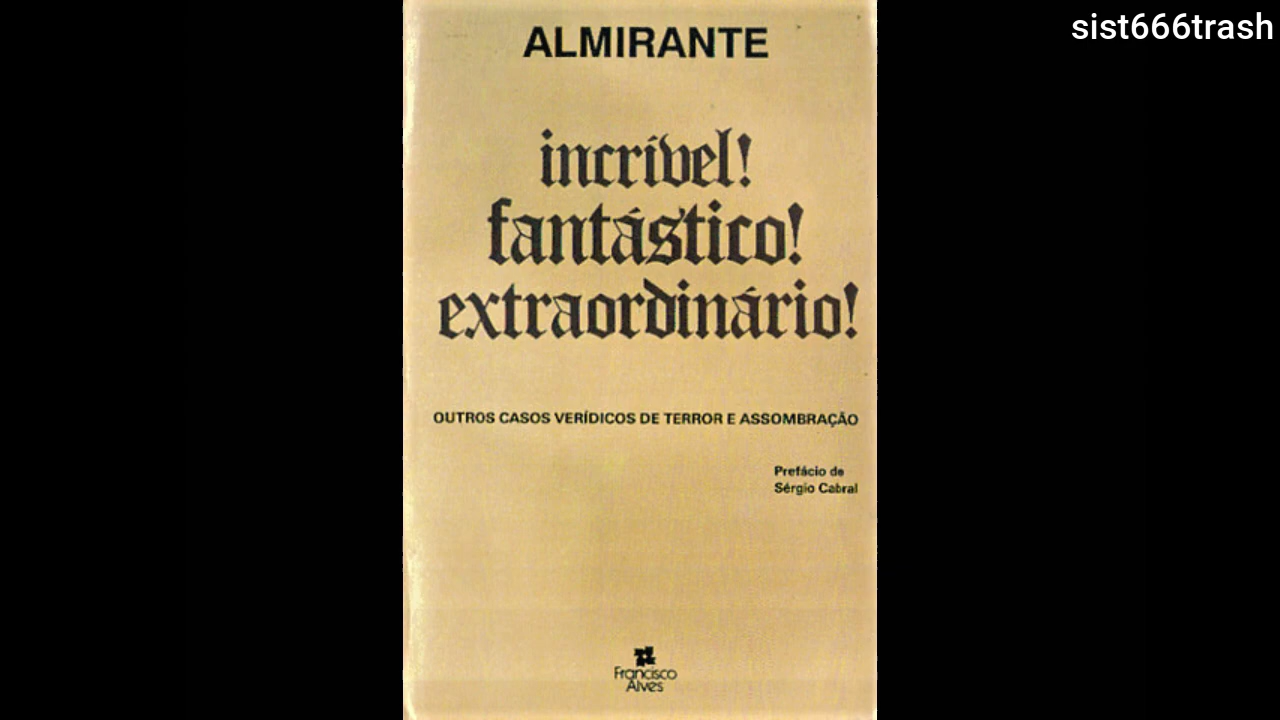 sist666trash
ALMIRANTE
incrível!
fantástico!
extraordinário!
OUTROS CASOS VERÍDICOS DE TERROR E ASSOMBRAÇÃO
Prefácio de
Sérgio Cabral
Francisco
Alves